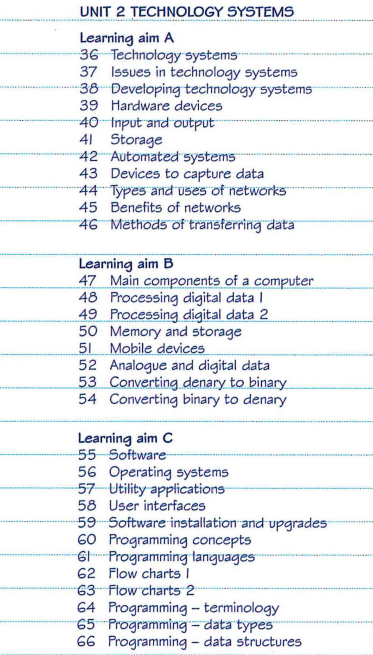 UNIT 2 TECHNOLOGY SYSTEMS
Learning aim A
36 Technology systems
37 Issues in technology systems
38 Developing technology systems
39 Hardware devices
40 Input and output
41 Storage
42 Automated systems
43 Devices to capture data
44 Types and uses of networks
45 Benefits of networks
46 Methods of transferring data
Learning aim B
47 Main components of a computer
48 Processing digital data 1
49 Processing digital data 2
50 Memory and storage
51 Mobile devices
52 Analogue and digital data
53 Converting denary to binary
54 Converting binary to denary
Learning aim C
55 Software
56 Operating systems
57 Utility applications
58 User interfaces
59 Software installation and upgrades
60 Programming concepts
61 Programming languages
62 Flow charts 1
63 Flow charts 2
64 Programming – terminology
65 Programming – data types
66 Programming – data structures